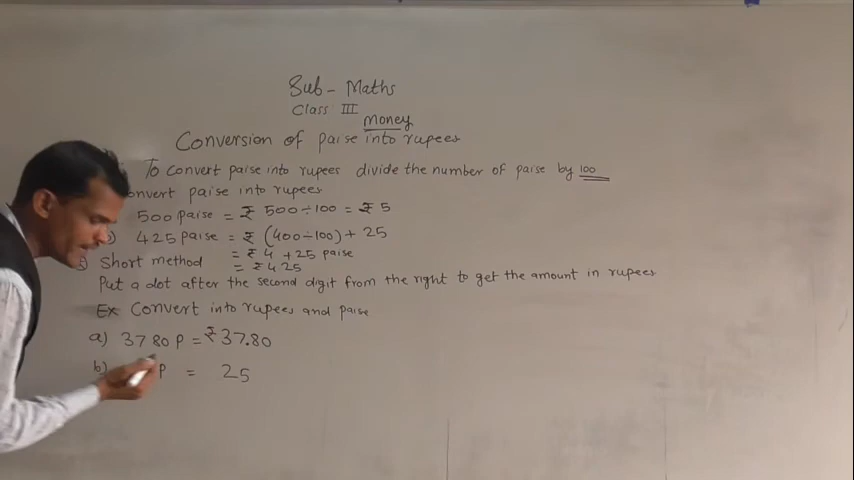 Sub - Maths
Class III
Money
Conversion of paise into rupees
To convert paise into rupees divide the number of paise by 100
onvert paise into rupees
500 paise = ₹ 500÷100 = ₹ 5
) 425 paise = ₹ (400÷100) + 25
= ₹ 4 + 25 paise
Short method = ₹ 4 25
Put a dot after the second digit from the right to get the amount in rupees
Ex Convert into rupees and paise
a) 3780 P = ₹ 37.80
b) P = 25